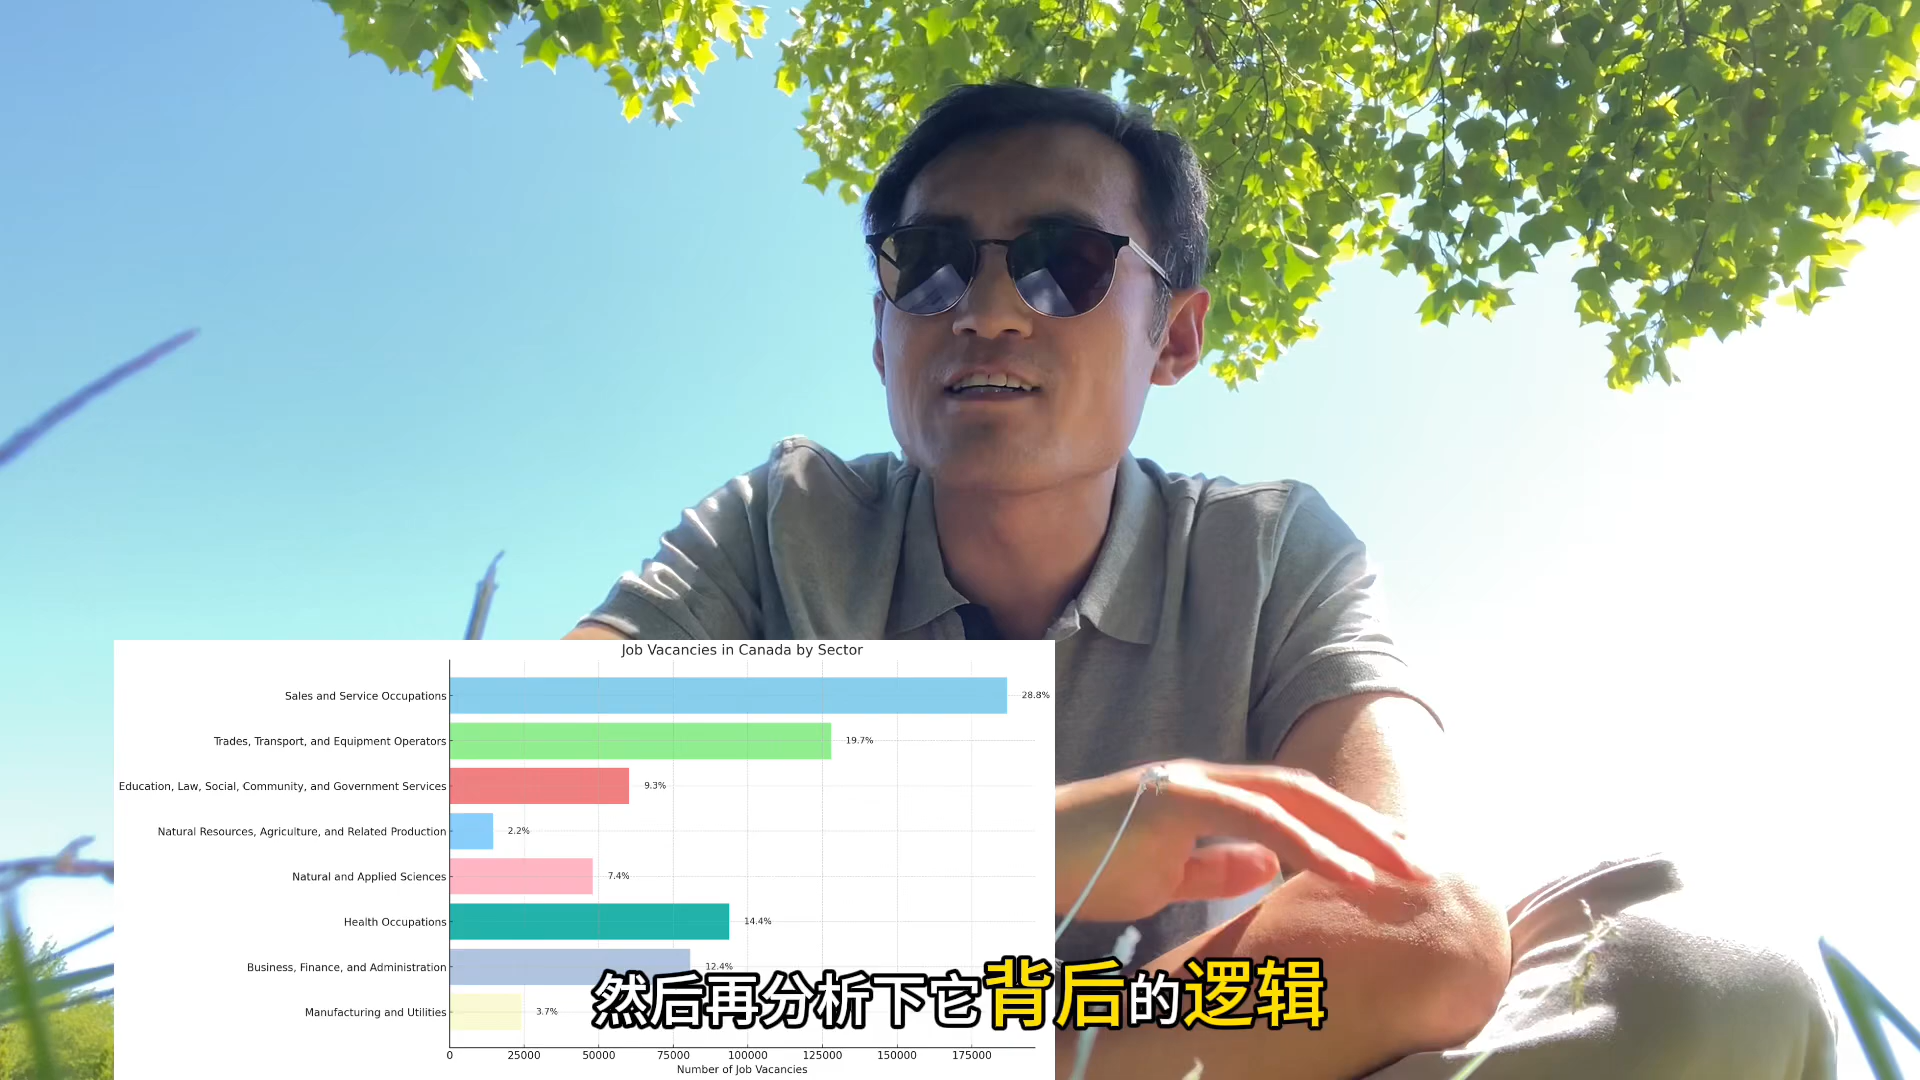 Job Vacancies in Canada by Sector
Sales and Service Occupations 28.8%
Trades, Transport, and Equipment Operators 19.7%
Education, Law, Social, Community, and Government Services 9.3%
Natural Resources, Agriculture, and Related Production 2.2%
Natural and Applied Sciences 7.4%
Health Occupations 14.4%
Business, Finance, and Administration 12.4%
Manufacturing and Utilities 3.7%
0 25000 50000 75000 100000 125000 150000 175000
Number of Job Vacancies
然后再分析下它背后的逻辑